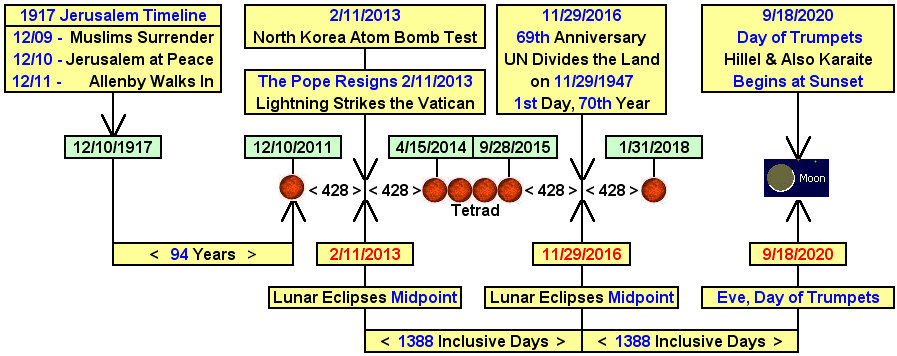 1917 Jerusalem Timeline
12/09 - Muslims Surrender
12/10 - Jerusalem at Peace
12/11 - Allenby Walks In
2/11/2013
North Korea Atom Bomb Test
The Pope Resigns 2/11/2013
Lightning Strikes the Vatican
11/29/2016
69th Anniversary
UN Divides the Land
on 11/29/1947
1st Day, 70th Year
9/18/2020
Day of Trumpets
Hillel & Also Karaite
Begins at Sunset
12/10/1917
12/10/2011
4/15/2014
9/28/2015
1/31/2018
< 428 >
< 428 >
Tetrad
< 428 >
< 428 >
Moon
< 94 Years >
2/11/2013
11/29/2016
9/18/2020
Lunar Eclipses Midpoint
Lunar Eclipses Midpoint
Eve, Day of Trumpets
< 1388 Inclusive Days >
< 1388 Inclusive Days >